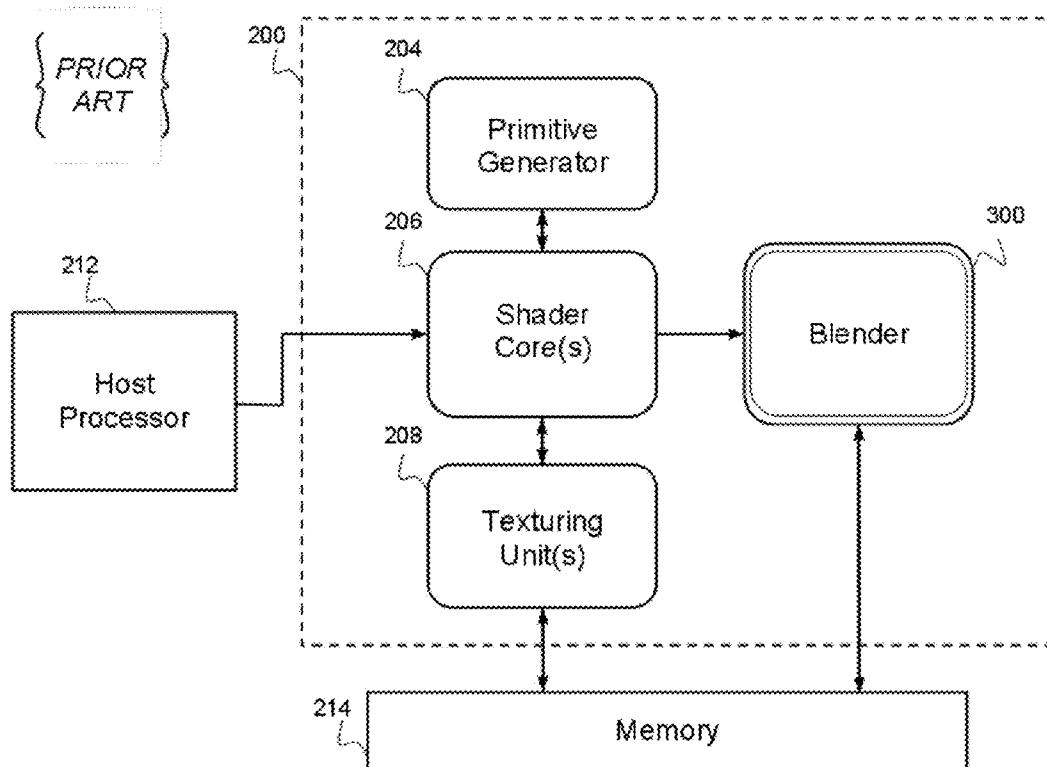 PRIOR
ART
200
204
Primitive
Generator
206
300
212
Shader
Core(s)
Blender
Host
Processor
208
Texturing
Unit(s)
214
Memory